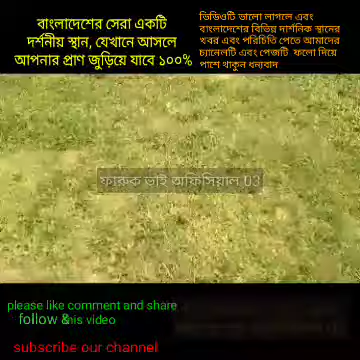 বাংলাদেশের সেরা একটি
দর্শনীয় স্থান, যেখানে আসলে
আপনার প্রাণ জুড়িয়ে যাবে ১০০%
ভিডিওটি ভালো লাগলে এবং
বাংলাদেশের বিভিন্ন দার্শনিক স্থানের
খবর এবং পরিচিতি পেতে আমাদের
চ্যানেলটি এবং পেজটি ফলো দিয়ে
পাশে থাকুন ধন্যবাদ
ফারুক ভাই অফিসিয়াল 03
please like comment and share
follow & his video
subscribe our channel